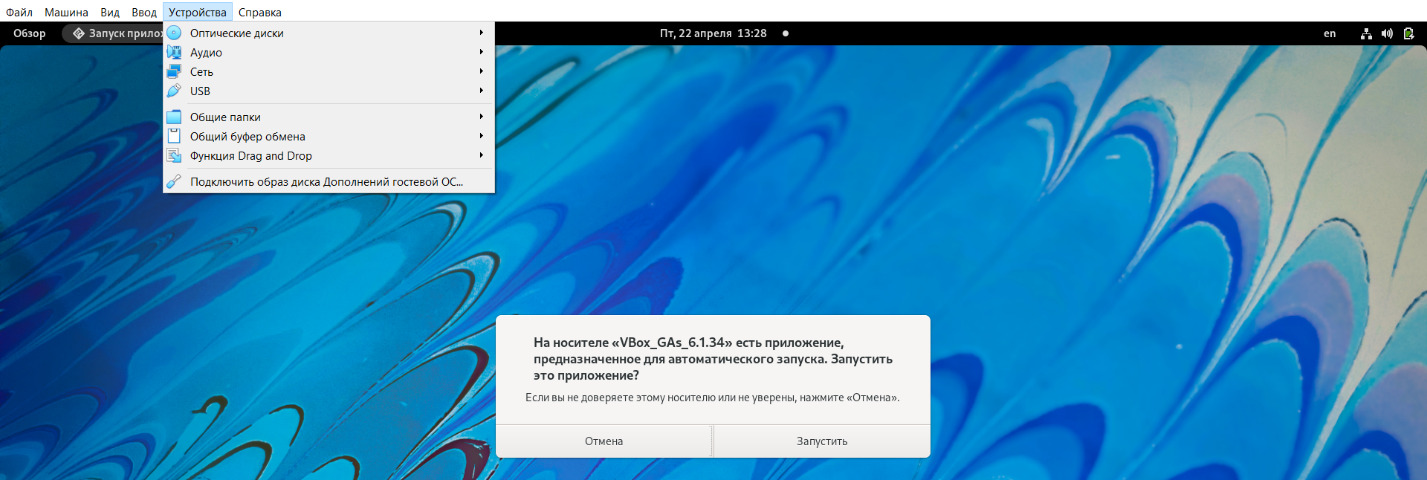 Файл Машина Вид Ввод Устройства Справка
Обзор Запуск прилож Пт, 22 апреля 13:28 en
Оптические диски
Аудио
Сеть
USB
Общие папки
Общий буфер обмена
Функция Drag and Drop
Подключить образ диска Дополнений гостевой ОС...
На носителе «VBox_GAs_6.1.34» есть приложение,
предназначенное для автоматического запуска. Запустить
это приложение?
Если вы не доверяете этому носителю или не уверены, нажмите «Отмена».
Отмена Запустить